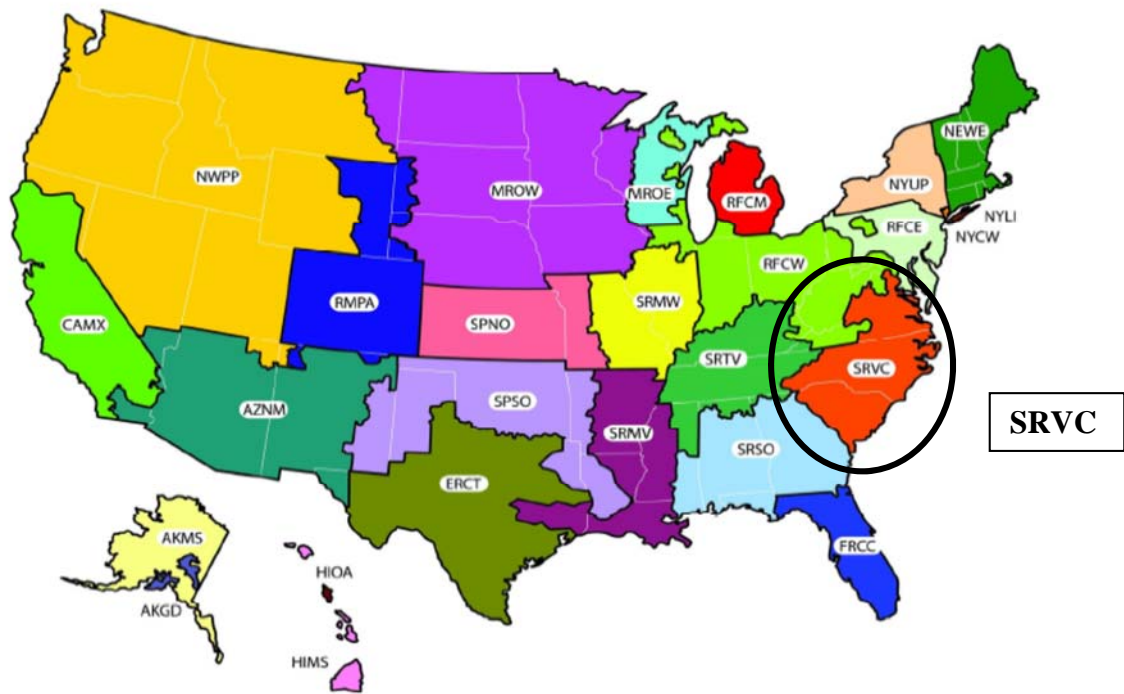 NEWE
NWPP
MROW
MROE
RFCM
NYUP
NYLI
NYCW
RFCE
RFCW
RMPA
SRMW
CAMX
SPNO
SRTV
SRVC
AZNM
SPSO
SRMV
SRSO
SRVC
ERCT
AKMS
FRCC
HIOA
AKGD
HIMS